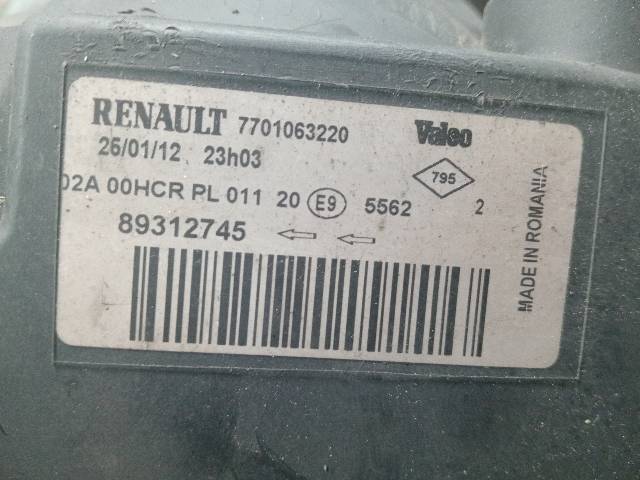 RENAULT 7701063220 Valeo
26/01/12 23h03
795
02A 00HCR PL 011 20 E9 5562 2
89312745
MADE IN ROMANIA